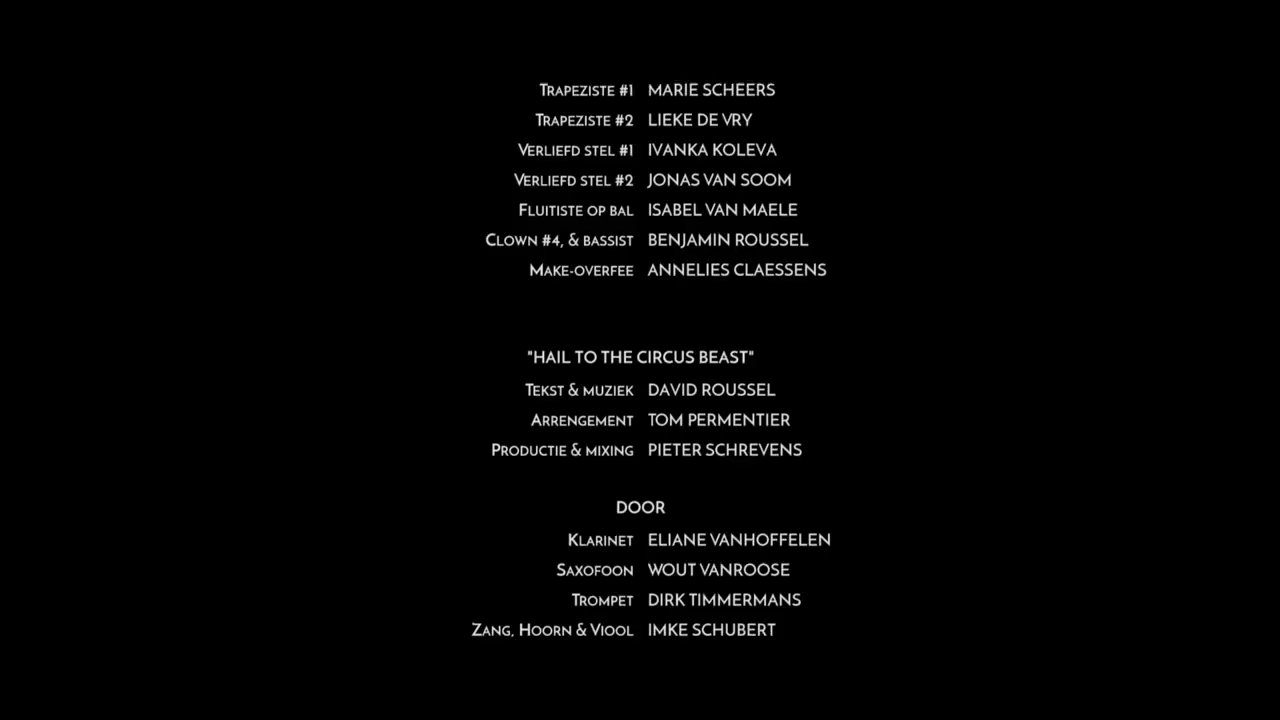 Trapeziste #1 MARIE SCHEERS
Trapeziste #2 LIEKE DE VRY
Verliefd stel #1 IVANKA KOLEVA
Verliefd stel #2 JONAS VAN SOOM
Fluitiste op bal ISABEL VAN MAELE
Clown #4, & bassist BENJAMIN ROUSSEL
Make-overfee ANNELIES CLAESSENS
"HAIL TO THE CIRCUS BEAST"
Tekst & muziek DAVID ROUSSEL
Arrengement TOM PERMENTIER
Productie & mixing PIETER SCHREVENS
DOOR
Klarinet ELIANE VANHOFFELEN
Saxofoon WOUT VANROOSE
Trompet DIRK TIMMERMANS
Zang, Hoorn & Viool IMKE SCHUBERT